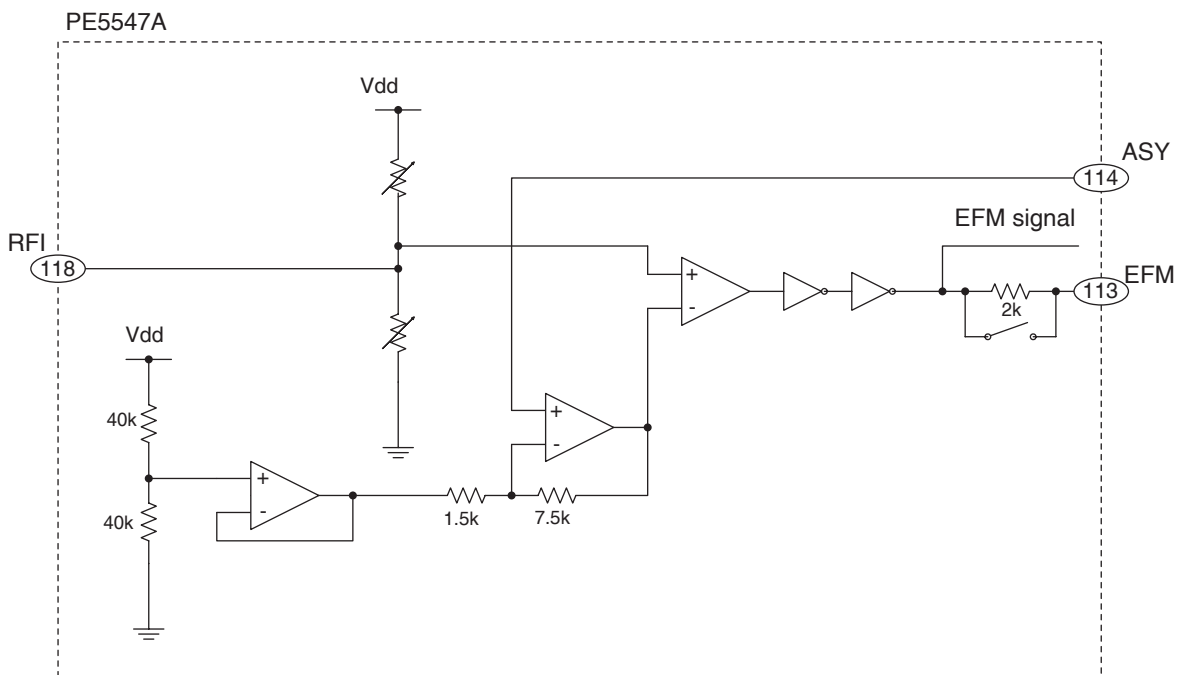 PE5547A
Vdd
ASY
114
EFM signal
RFI
118
+
-
EFM
113
2k
Vdd
40k
+
-
+
-
40k
1.5k
7.5k